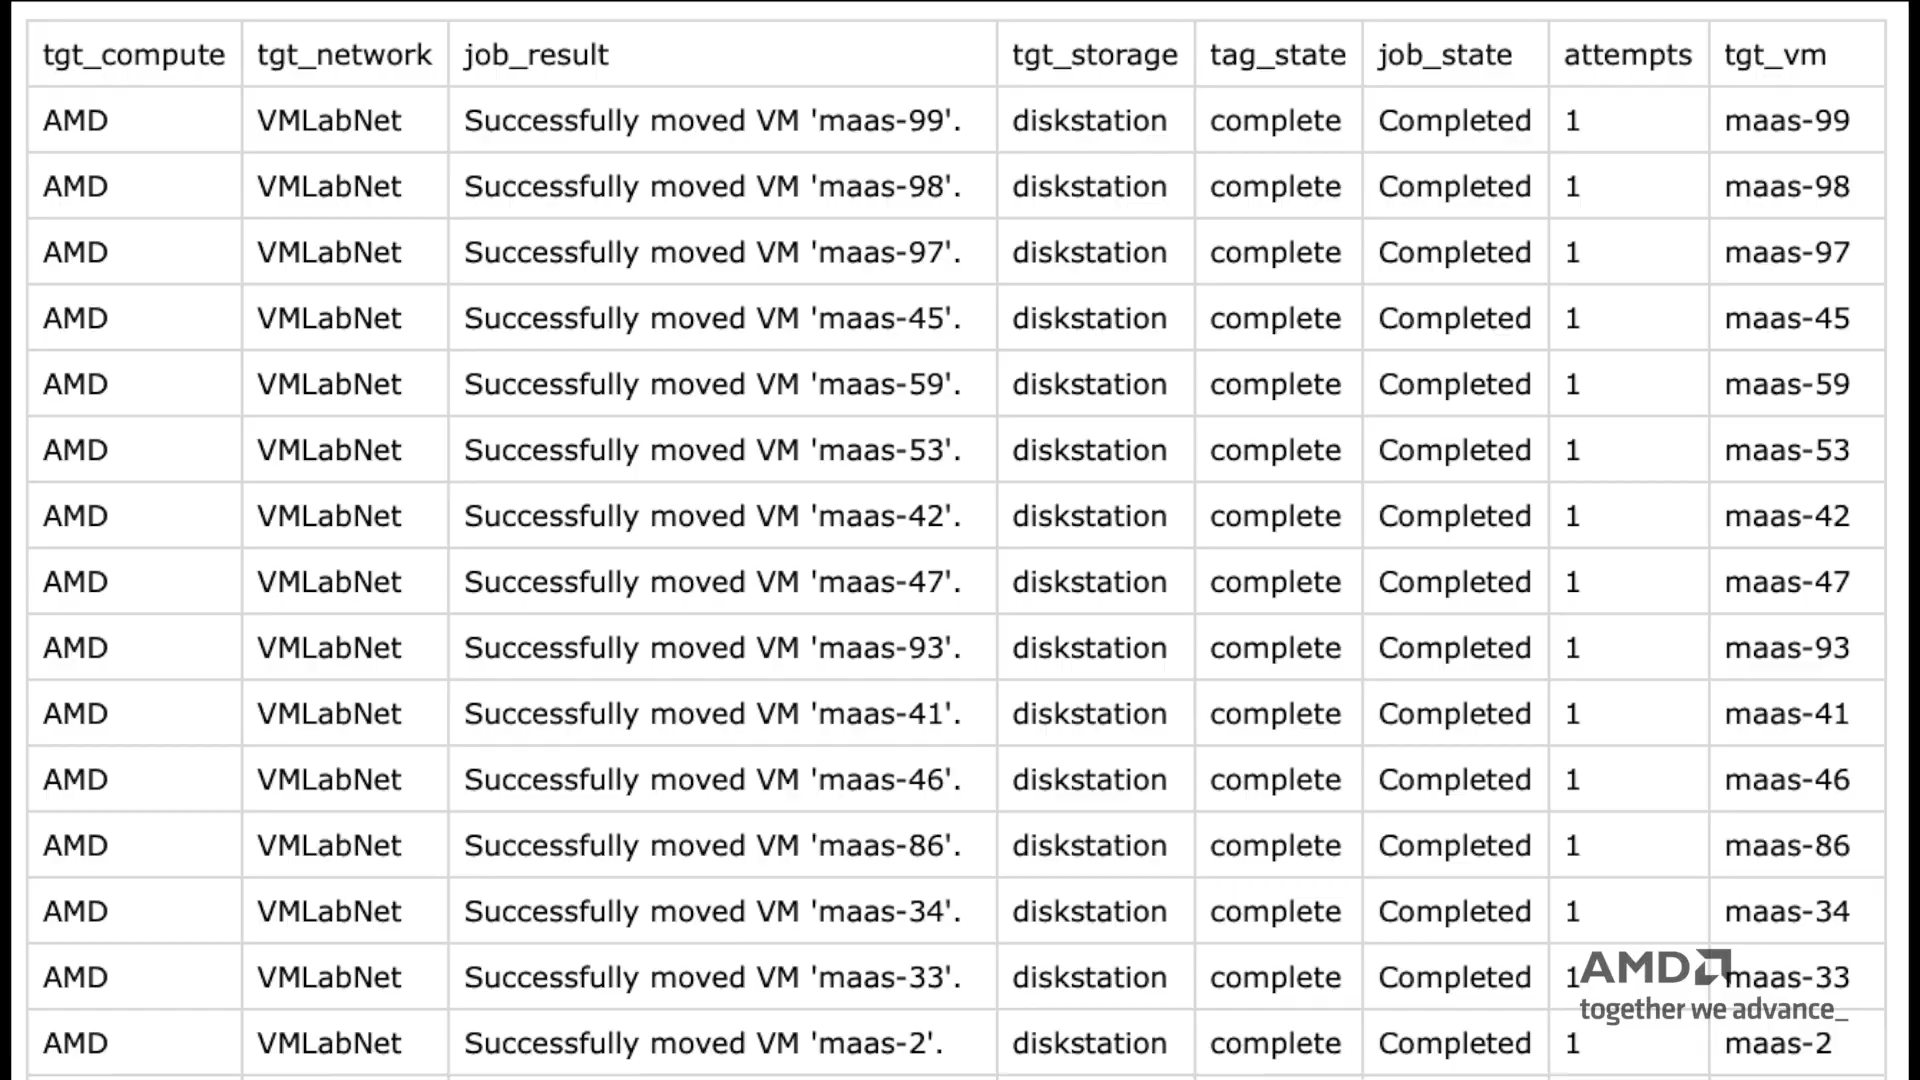 tgt_compute tgt_network job_result tgt_storage tag_state job_state attempts tgt_vm
AMD VMLabNet Successfully moved VM 'maas-99'. diskstation complete Completed 1 maas-99
AMD VMLabNet Successfully moved VM 'maas-98'. diskstation complete Completed 1 maas-98
AMD VMLabNet Successfully moved VM 'maas-97'. diskstation complete Completed 1 maas-97
AMD VMLabNet Successfully moved VM 'maas-45'. diskstation complete Completed 1 maas-45
AMD VMLabNet Successfully moved VM 'maas-59'. diskstation complete Completed 1 maas-59
AMD VMLabNet Successfully moved VM 'maas-53'. diskstation complete Completed 1 maas-53
AMD VMLabNet Successfully moved VM 'maas-42'. diskstation complete Completed 1 maas-42
AMD VMLabNet Successfully moved VM 'maas-47'. diskstation complete Completed 1 maas-47
AMD VMLabNet Successfully moved VM 'maas-93'. diskstation complete Completed 1 maas-93
AMD VMLabNet Successfully moved VM 'maas-41'. diskstation complete Completed 1 maas-41
AMD VMLabNet Successfully moved VM 'maas-46'. diskstation complete Completed 1 maas-46
AMD VMLabNet Successfully moved VM 'maas-86'. diskstation complete Completed 1 maas-86
AMD VMLabNet Successfully moved VM 'maas-34'. diskstation complete Completed 1 maas-34
AMD VMLabNet Successfully moved VM 'maas-33'. diskstation complete Completed 1 maas-33
AMD VMLabNet Successfully moved VM 'maas-2'. diskstation complete Completed 1 maas-2
AMD
together we advance_